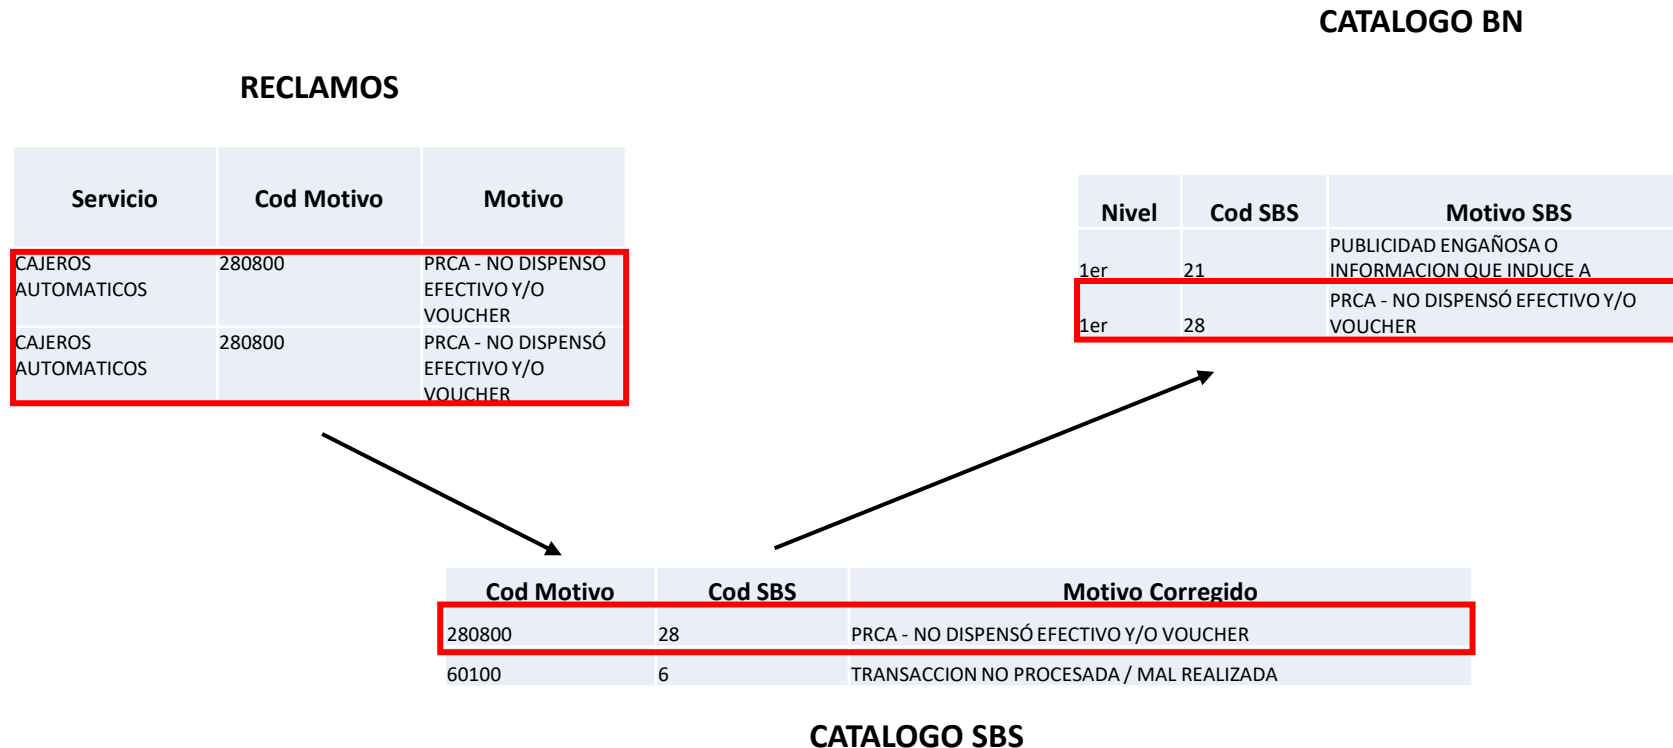 CATALOGO BN
RECLAMOS
Servicio Cod Motivo Motivo
CAJEROS 280800 PRCA - NO DISPENSÓ
AUTOMATICOS EFECTIVO Y/O
VOUCHER
CAJEROS 280800 PRCA - NO DISPENSÓ
AUTOMATICOS EFECTIVO Y/O
VOUCHER
Nivel Cod SBS Motivo SBS
PUBLICIDAD ENGAÑOSA O
1er 21 INFORMACION QUE INDUCE A
PRCA - NO DISPENSÓ EFECTIVO Y/O
1er 28 VOUCHER
Cod Motivo Cod SBS Motivo Corregido
280800 28 PRCA - NO DISPENSÓ EFECTIVO Y/O VOUCHER
60100 6 TRANSACCION NO PROCESADA / MAL REALIZADA
CATALOGO SBS